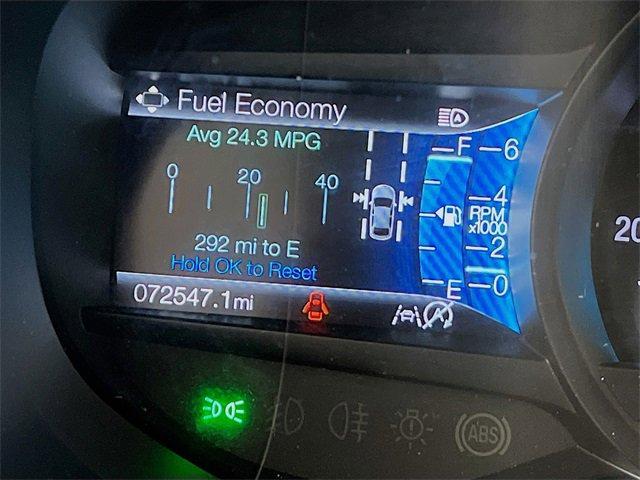 Fuel Economy
Avg 24.3 MPG
0 20 40
292 mi to E
Hold OK to Reset
072547.1mi
A
F
E
6
4
RPM
x1000
2
0
A
20
ABS